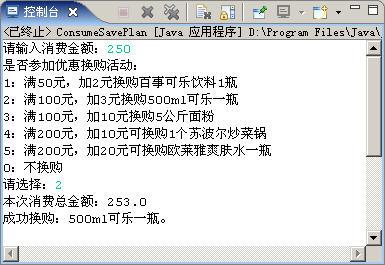 控制台
<已终止> ConsumeSavePlan [Java 应用程序] D:\Program Files\Java\
请输入消费金额：250
是否参加优惠换购活动：
1：满50元，加2元换购百事可乐饮料1瓶
2：满100元，加3元换购500ml可乐一瓶
3：满100元，加10元换购5公斤面粉
4：满200元，加10元可换购1个苏波尔炒菜锅
5：满200元，加20元可换购欧莱雅爽肤水一瓶
0：不换购
请选择：2
本次消费总金额：253.0
成功换购：500ml可乐一瓶。